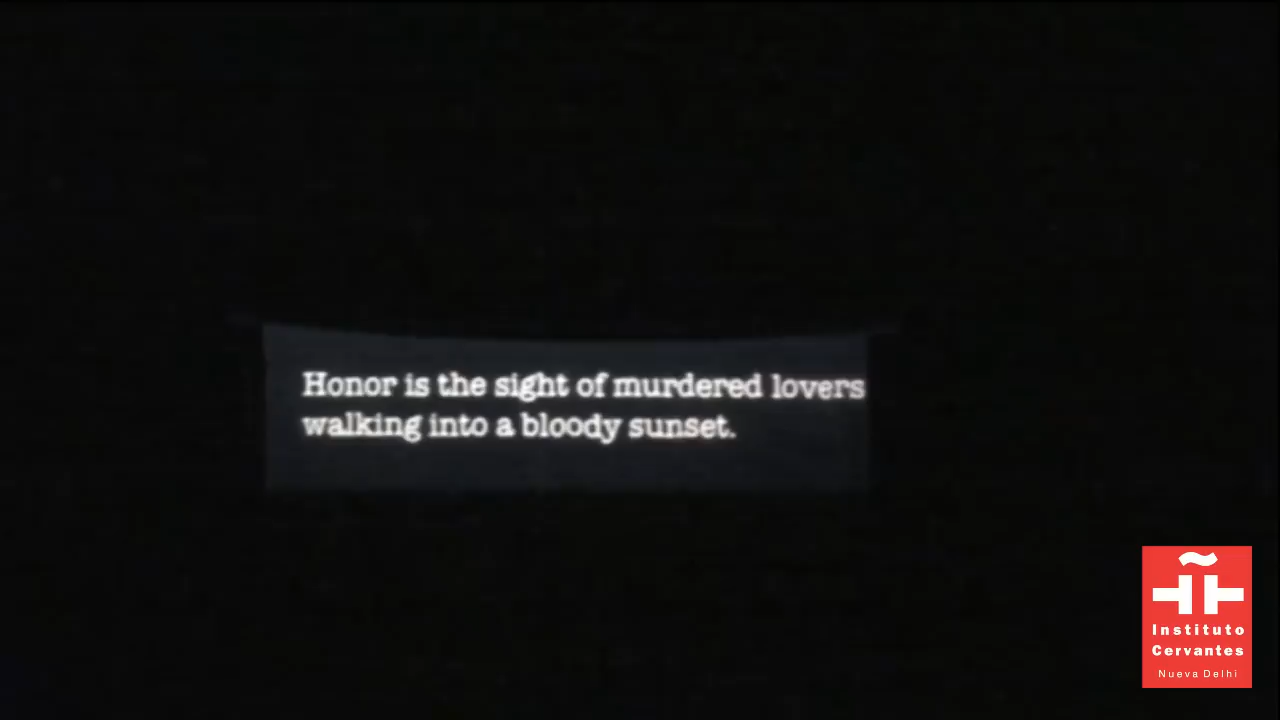 Honor is the sight of murdered lovers
walking into a bloody sunset.
Instituto
Cervantes
Nueva Delhi